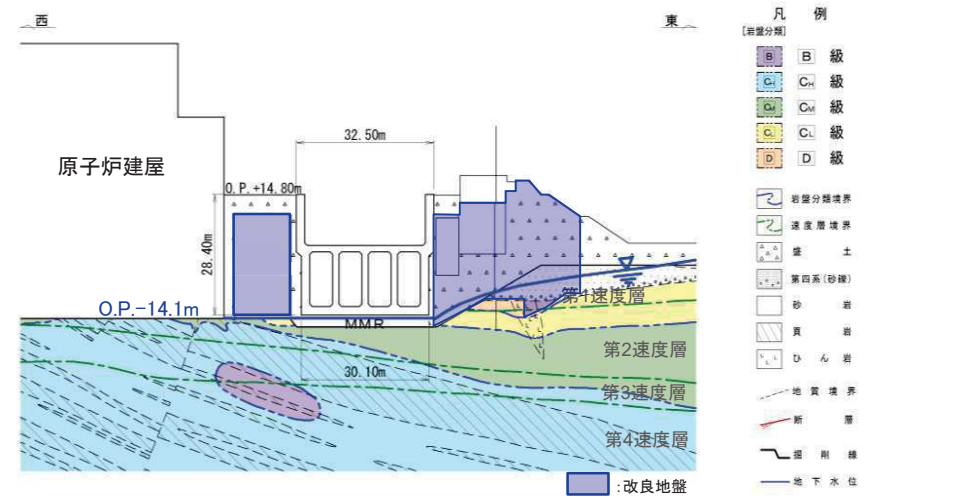 西
東
原子炉建屋
32.50m
O.P.+14.80m
28.40m
O.P.-14.1m
MMR
30.10m
第1速度層
第2速度層
第3速度層
第4速度層
:改良地盤
凡 例
[岩盤分類]
B B 級
CH CH 級
CM CM 級
CL CL 級
D D 級
岩盤分類境界
速度層境界
盛 土
第四系(砂礫)
砂 岩
頁 岩
ひん岩
地質境界
断 層
掘削線
地下水位